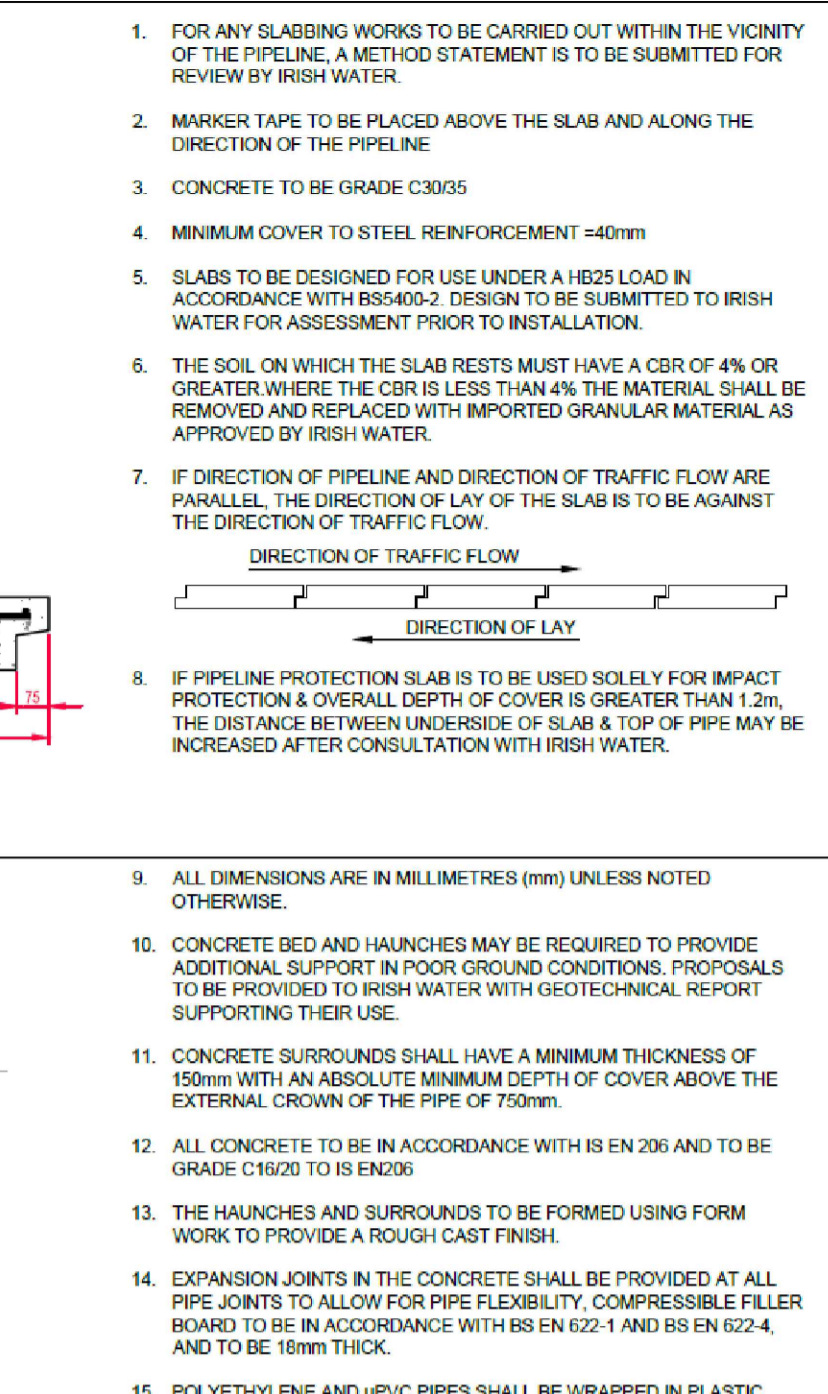 1. FOR ANY SLABBING WORKS TO BE CARRIED OUT WITHIN THE VICINITY
OF THE PIPELINE, A METHOD STATEMENT IS TO BE SUBMITTED FOR
REVIEW BY IRISH WATER.
2. MARKER TAPE TO BE PLACED ABOVE THE SLAB AND ALONG THE
DIRECTION OF THE PIPELINE
3. CONCRETE TO BE GRADE C30/35
4. MINIMUM COVER TO STEEL REINFORCEMENT =40mm
5. SLABS TO BE DESIGNED FOR USE UNDER A HB25 LOAD IN
ACCORDANCE WITH BS5400-2. DESIGN TO BE SUBMITTED TO IRISH
WATER FOR ASSESSMENT PRIOR TO INSTALLATION.
6. THE SOIL ON WHICH THE SLAB RESTS MUST HAVE A CBR OF 4% OR
GREATER.WHERE THE CBR IS LESS THAN 4% THE MATERIAL SHALL BE
REMOVED AND REPLACED WITH IMPORTED GRANULAR MATERIAL AS
APPROVED BY IRISH WATER.
7. IF DIRECTION OF PIPELINE AND DIRECTION OF TRAFFIC FLOW ARE
PARALLEL, THE DIRECTION OF LAY OF THE SLAB IS TO BE AGAINST
THE DIRECTION OF TRAFFIC FLOW.
DIRECTION OF TRAFFIC FLOW
DIRECTION OF LAY
75
8. IF PIPELINE PROTECTION SLAB IS TO BE USED SOLELY FOR IMPACT
PROTECTION & OVERALL DEPTH OF COVER IS GREATER THAN 1.2m,
THE DISTANCE BETWEEN UNDERSIDE OF SLAB & TOP OF PIPE MAY BE
INCREASED AFTER CONSULTATION WITH IRISH WATER.
9. ALL DIMENSIONS ARE IN MILLIMETRES (mm) UNLESS NOTED
OTHERWISE.
10. CONCRETE BED AND HAUNCHES MAY BE REQUIRED TO PROVIDE
ADDITIONAL SUPPORT IN POOR GROUND CONDITIONS. PROPOSALS
TO BE PROVIDED TO IRISH WATER WITH GEOTECHNICAL REPORT
SUPPORTING THEIR USE.
11. CONCRETE SURROUNDS SHALL HAVE A MINIMUM THICKNESS OF
150mm WITH AN ABSOLUTE MINIMUM DEPTH OF COVER ABOVE THE
EXTERNAL CROWN OF THE PIPE OF 750mm.
12. ALL CONCRETE TO BE IN ACCORDANCE WITH IS EN 206 AND TO BE
GRADE C16/20 TO IS EN206
13. THE HAUNCHES AND SURROUNDS TO BE FORMED USING FORM
WORK TO PROVIDE A ROUGH CAST FINISH.
14. EXPANSION JOINTS IN THE CONCRETE SHALL BE PROVIDED AT ALL
PIPE JOINTS TO ALLOW FOR PIPE FLEXIBILITY, COMPRESSIBLE FILLER
BOARD TO BE IN ACCORDANCE WITH BS EN 622-1 AND BS EN 622-4,
AND TO BE 18mm THICK.
15. POLYETHYLENE AND uPVC PIPES SHALL BE WRAPPED IN PLASTIC